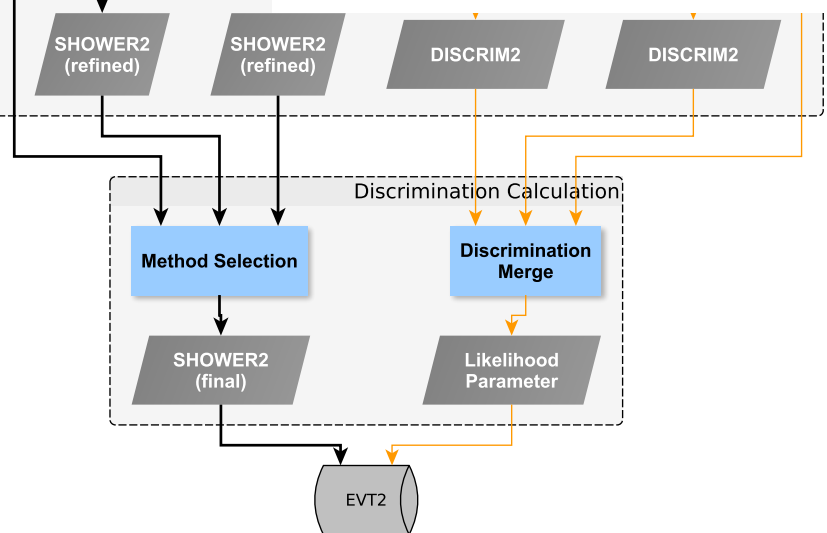 SHOWER2
(refined)
SHOWER2
(refined)
DISCRIM2
DISCRIM2
Discrimination Calculation
Method Selection
Discrimination
Merge
SHOWER2
(final)
Likelihood
Parameter
EVT2